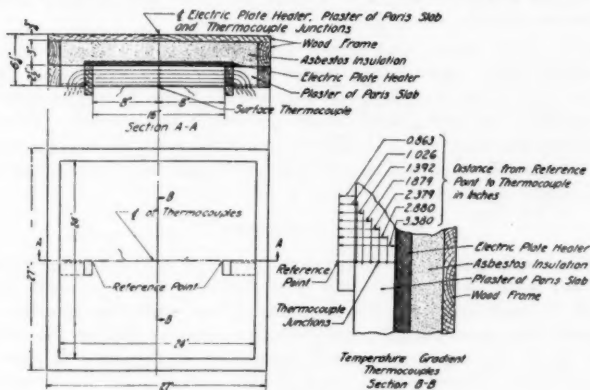 ℄ Electric Plate Heater, Plaster of Paris Slab
and Thermocouple Junctions
Wood Frame
Asbestos Insulation
Electric Plate Heater
Plaster of Paris Slab
Surface Thermocouple
8" 8"
18"
Section A-A
B
24"
℄ of Thermocouples
A A
27"
Reference Point
B
24"
27"
0.863
1.026
1.392
1.879
2.379
2.880
3.380
Distance from Reference
Point to Thermocouple
in Inches
Electric Plate Heater
Asbestos Insulation
Plaster of Paris Slab
Wood Frame
Reference
Point
Thermocouple
Junctions
Temperature Gradient
Thermocouples
Section B-B